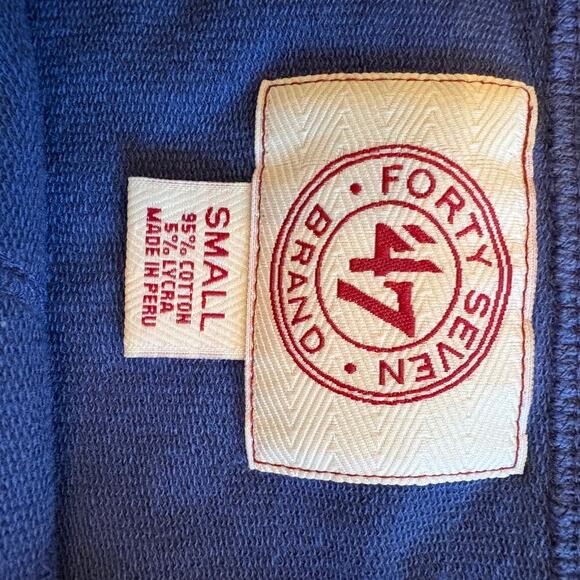 FORTY SEVEN
'47
BRAND
SMALL
95% COTTON
5% LYCRA
MADE IN PERU